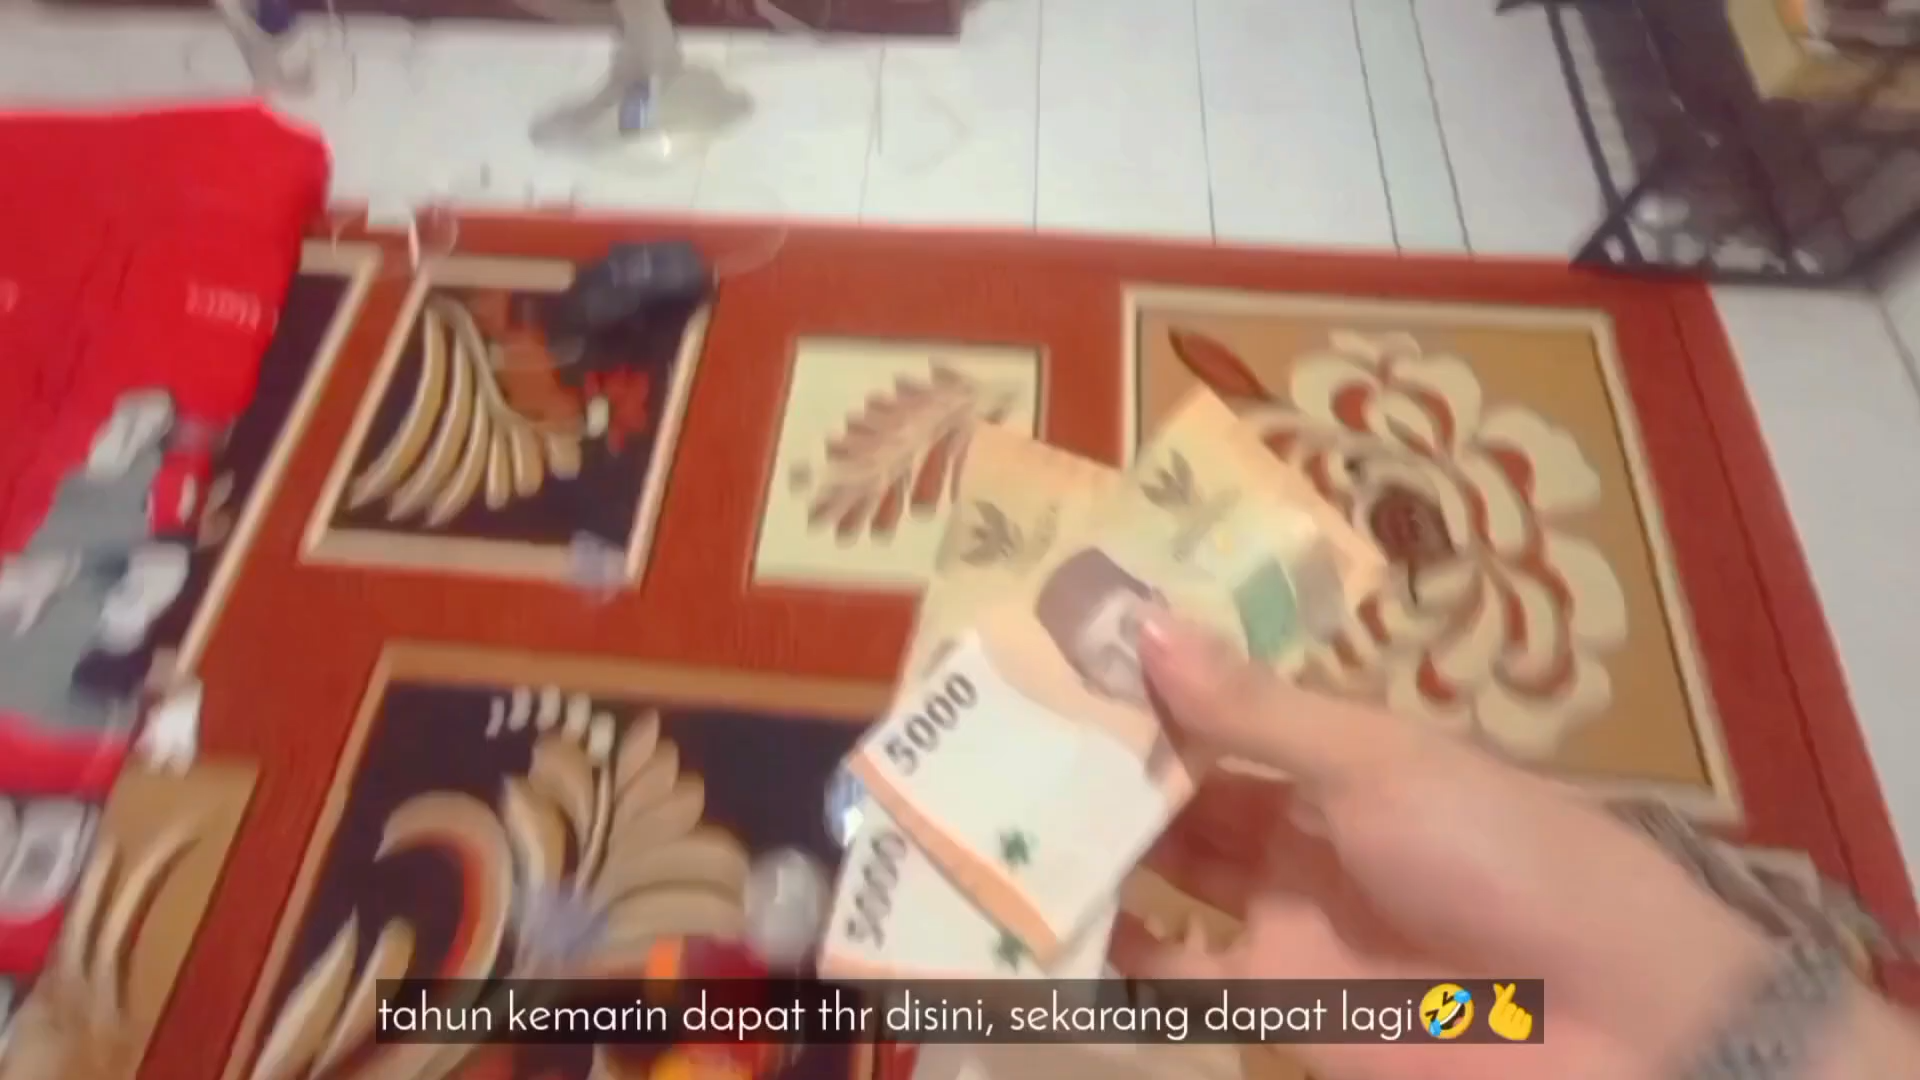 5000
5000
tahun kemarin dapat thr disini, sekarang dapat lagi🤣🫰